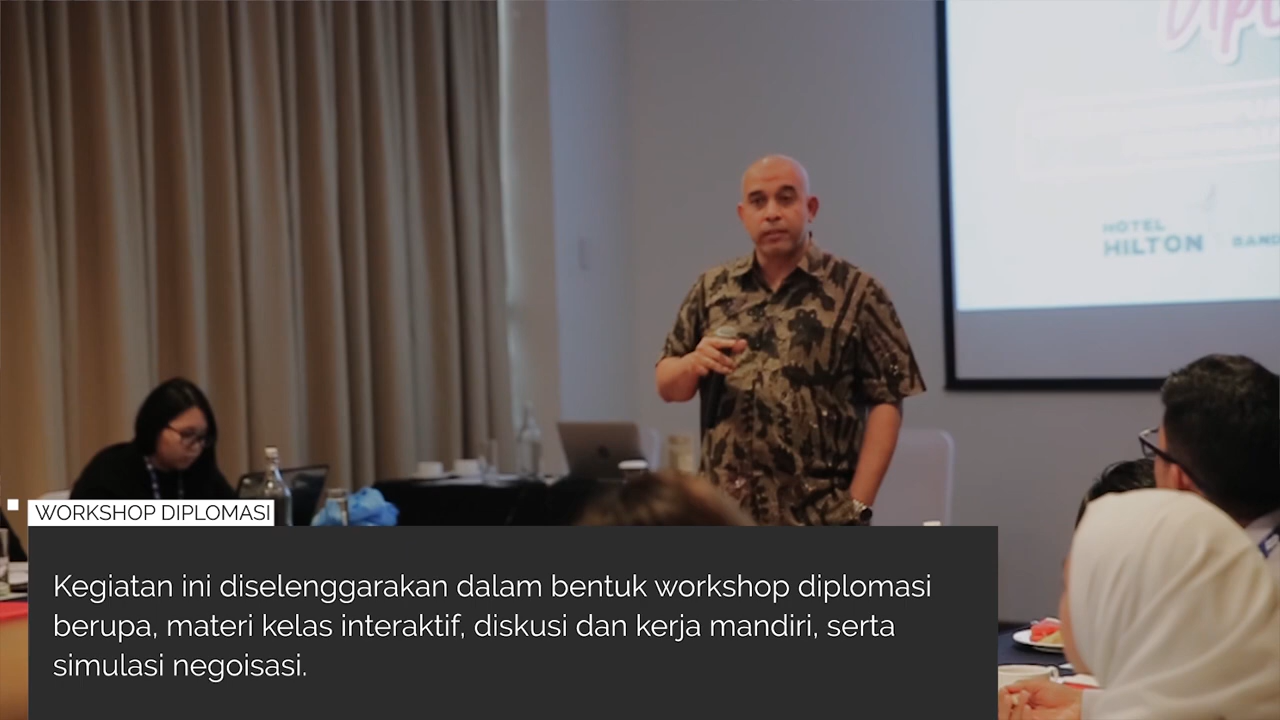 HOTEL
HILTON
WORKSHOP DIPLOMASI
Kegiatan ini diselenggarakan dalam bentuk workshop diplomasi
berupa, materi kelas interaktif, diskusi dan kerja mandiri, serta
simulasi negoisasi.